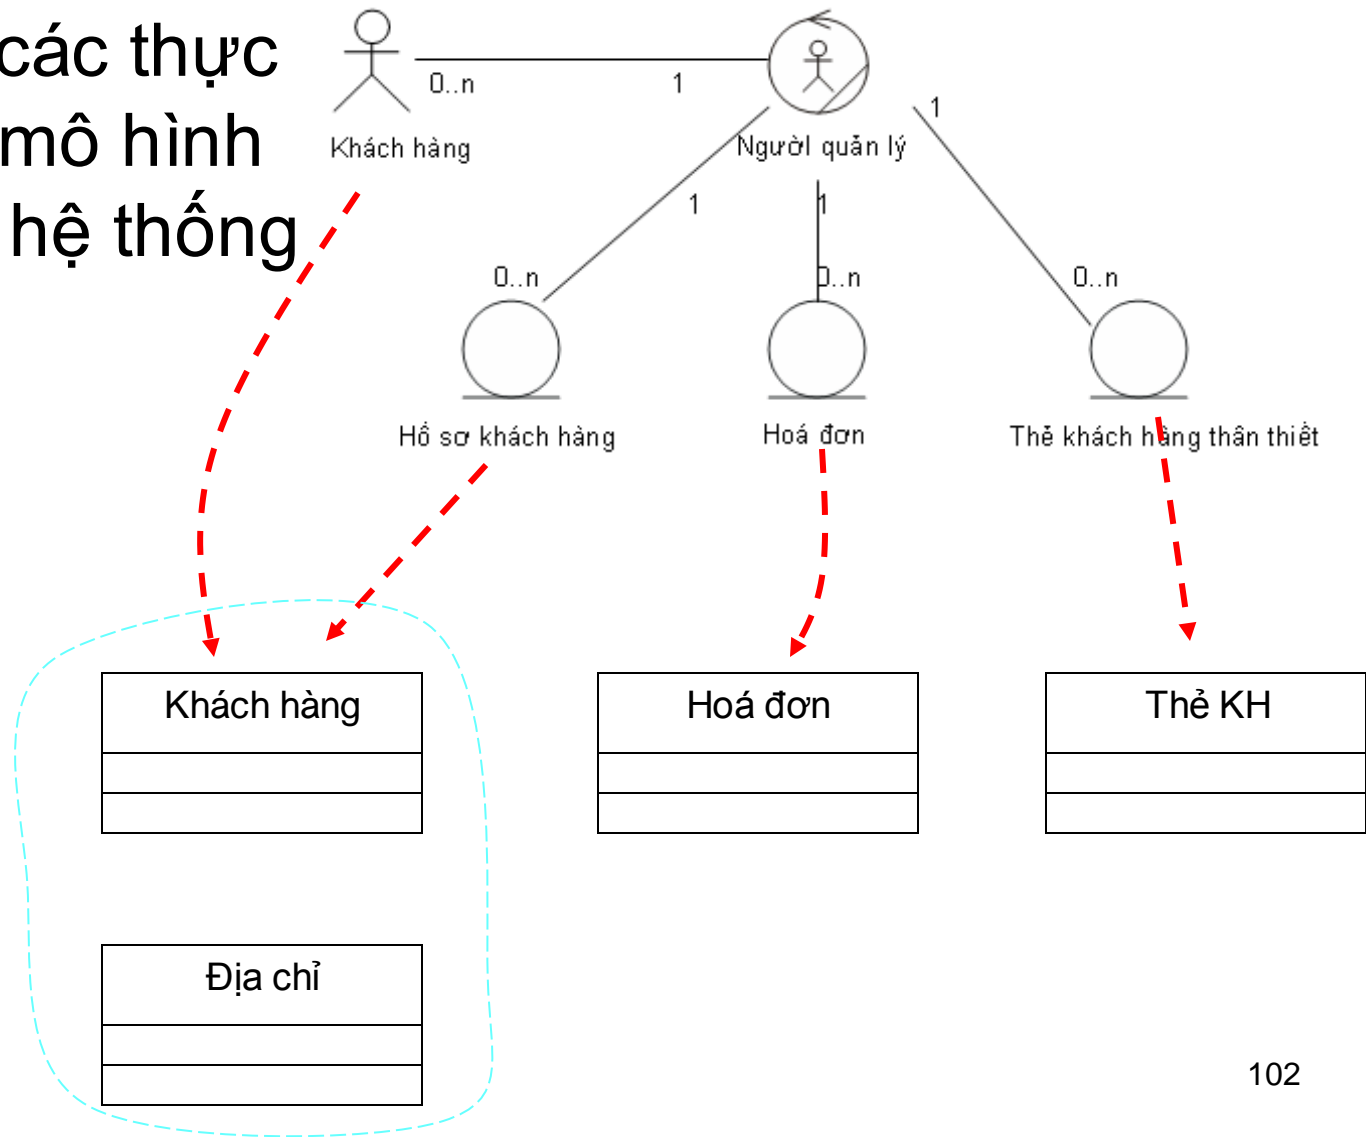 các thực
mô hình
hệ thống
0..n
1
Khách hàng
Ngườl quản lý
1
1
1
0..n
0..n
0..n
Hồ sơ khách hàng
Hoá đơn
Thẻ khách hàng thân thiết
Khách hàng
Hoá đơn
Thẻ KH
Địa chỉ
102